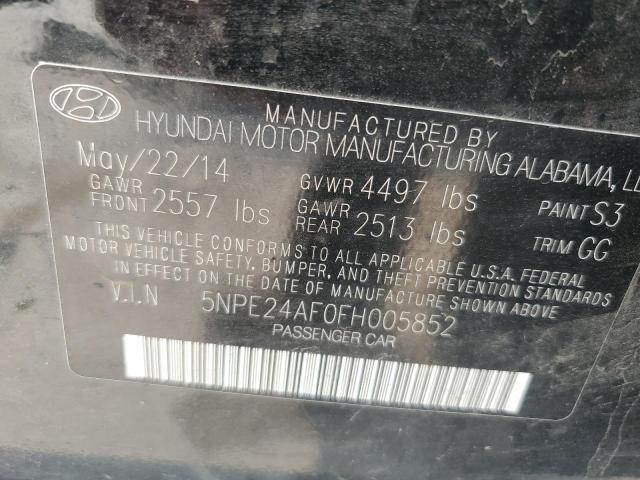 MANUFACTURED BY
HYUNDAI MOTOR MANUFACTURING ALABAMA,
May/22/14 GVWR 4497 lbs PAINT S3
GAWR FRONT 2557 lbs GAWR REAR 2513 lbs TRIM GG
THIS VEHICLE CONFORMS TO ALL APPLICABLE U.S.A. FEDERAL
MOTOR VEHICLE SAFETY, BUMPER, AND THEFT PREVENTION STANDARDS
IN EFFECT ON THE DATE OF MANUFACTURE SHOWN ABOVE.
V.I.N 5NPE24AF0FH005852
PASSENGER CAR